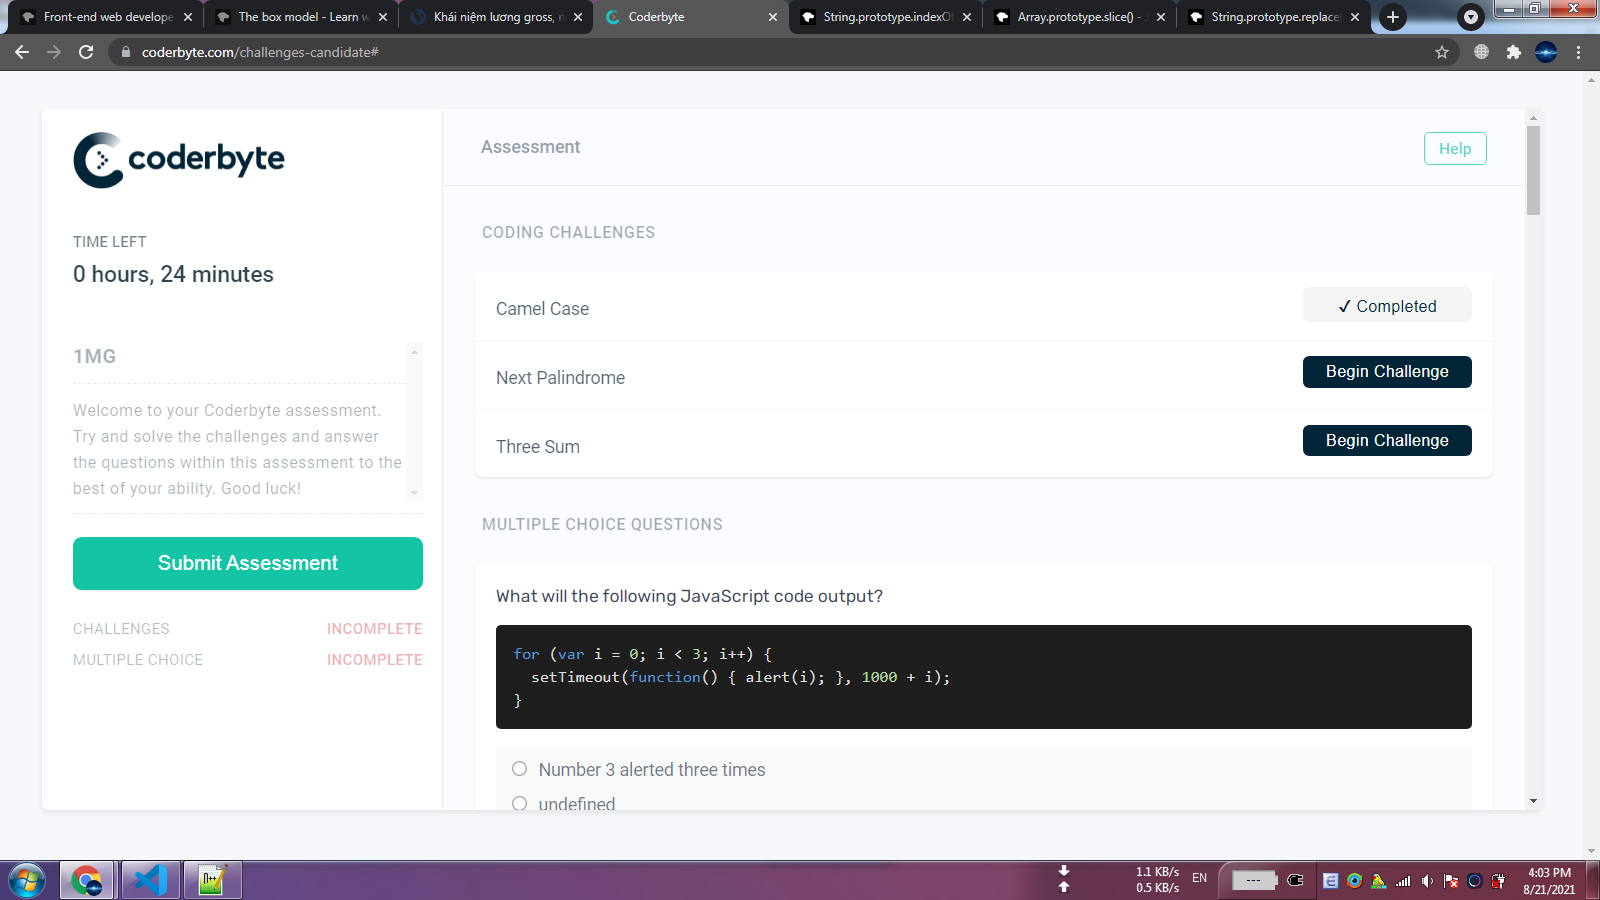 Front-end web develope
The box model - Learn w
Khái niệm lương gross, n
Coderbyte
String.prototype.indexO
Array.prototype.slice() - J
String.prototype.replace
coderbyte.com/challenges-candidate#
coderbyte
Assessment
Help
TIME LEFT
0 hours, 24 minutes
1MG
Welcome to your Coderbyte assessment.
Try and solve the challenges and answer
the questions within this assessment to the
best of your ability. Good luck!
Submit Assessment
CHALLENGES INCOMPLETE
MULTIPLE CHOICE INCOMPLETE
CODING CHALLENGES
Camel Case ✓ Completed
Next Palindrome Begin Challenge
Three Sum Begin Challenge
MULTIPLE CHOICE QUESTIONS
What will the following JavaScript code output?
for (var i = 0; i < 3; i++) {
setTimeout(function() { alert(i); }, 1000 + i);
}
Number 3 alerted three times
undefined
1.1 KB/s
0.5 KB/s
EN
---
4:03 PM
8/21/2021